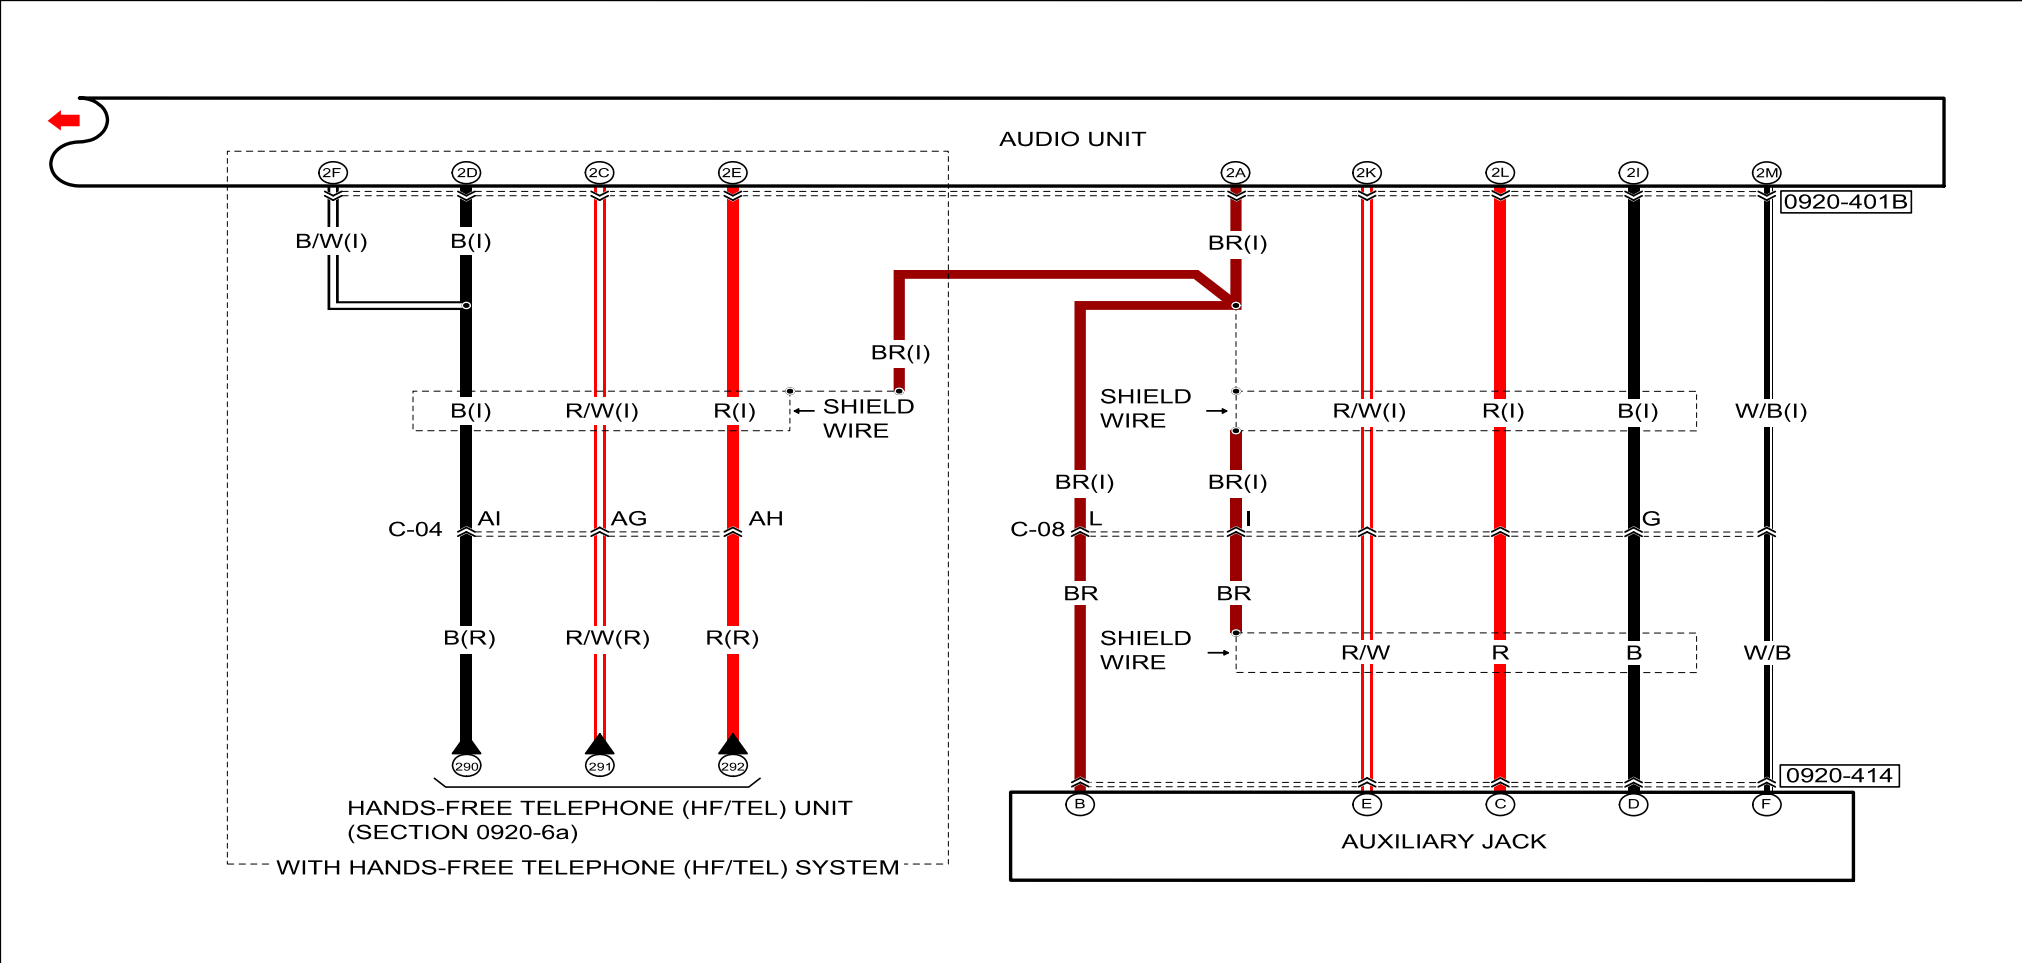 AUDIO UNIT
2F 2D 2C 2E 2A 2K 2L 2I 2M
0920-401B
B/W(I) B(I) BR(I)
BR(I)
SHIELD
WIRE
SHIELD
WIRE
B(I) R/W(I) R(I) R/W(I) R(I) B(I) W/B(I)
BR(I) BR(I)
C-04 AI AG AH C-08 L I G
BR BR
B(R) R/W(R) R(R)
SHIELD
WIRE
R/W R B W/B
290 291 292
0920-414
B E C D F
HANDS-FREE TELEPHONE (HF/TEL) UNIT
(SECTION 0920-6a)
AUXILIARY JACK
WITH HANDS-FREE TELEPHONE (HF/TEL) SYSTEM